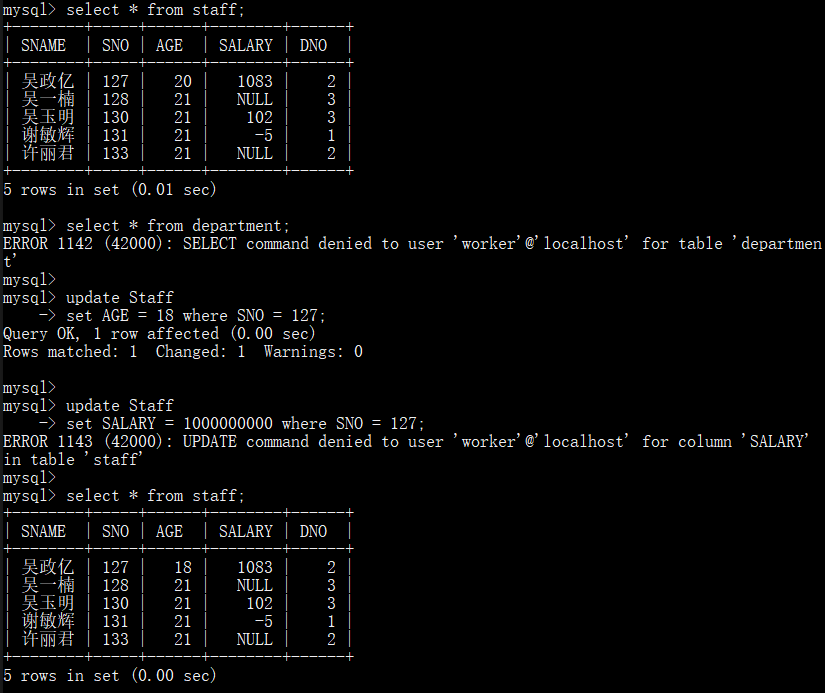 mysql> select * from staff;
+--------+-----+------+--------+------+
| SNAME  | SNO | AGE  | SALARY | DNO  |
+--------+-----+------+--------+------+
| 吴政亿 | 127 |   20 |   1083 |    2 |
| 吴一楠 | 128 |   21 |   NULL |    3 |
| 吴玉明 | 130 |   21 |    102 |    3 |
| 谢敏辉 | 131 |   21 |     -5 |    1 |
| 许丽君 | 133 |   21 |   NULL |    2 |
+--------+-----+------+--------+------+
5 rows in set (0.01 sec)
mysql> select * from department;
ERROR 1142 (42000): SELECT command denied to user 'worker'@'localhost' for table 'departmen
t'
mysql>
mysql> update Staff
    -> set AGE = 18 where SNO = 127;
Query OK, 1 row affected (0.00 sec)
Rows matched: 1  Changed: 1  Warnings: 0
mysql>
mysql> update Staff
    -> set SALARY = 1000000000 where SNO = 127;
ERROR 1143 (42000): UPDATE command denied to user 'worker'@'localhost' for column 'SALARY'
in table 'staff'
mysql>
mysql> select * from staff;
+--------+-----+------+--------+------+
| SNAME  | SNO | AGE  | SALARY | DNO  |
+--------+-----+------+--------+------+
| 吴政亿 | 127 |   18 |   1083 |    2 |
| 吴一楠 | 128 |   21 |   NULL |    3 |
| 吴玉明 | 130 |   21 |    102 |    3 |
| 谢敏辉 | 131 |   21 |     -5 |    1 |
| 许丽君 | 133 |   21 |   NULL |    2 |
+--------+-----+------+--------+------+
5 rows in set (0.00 sec)